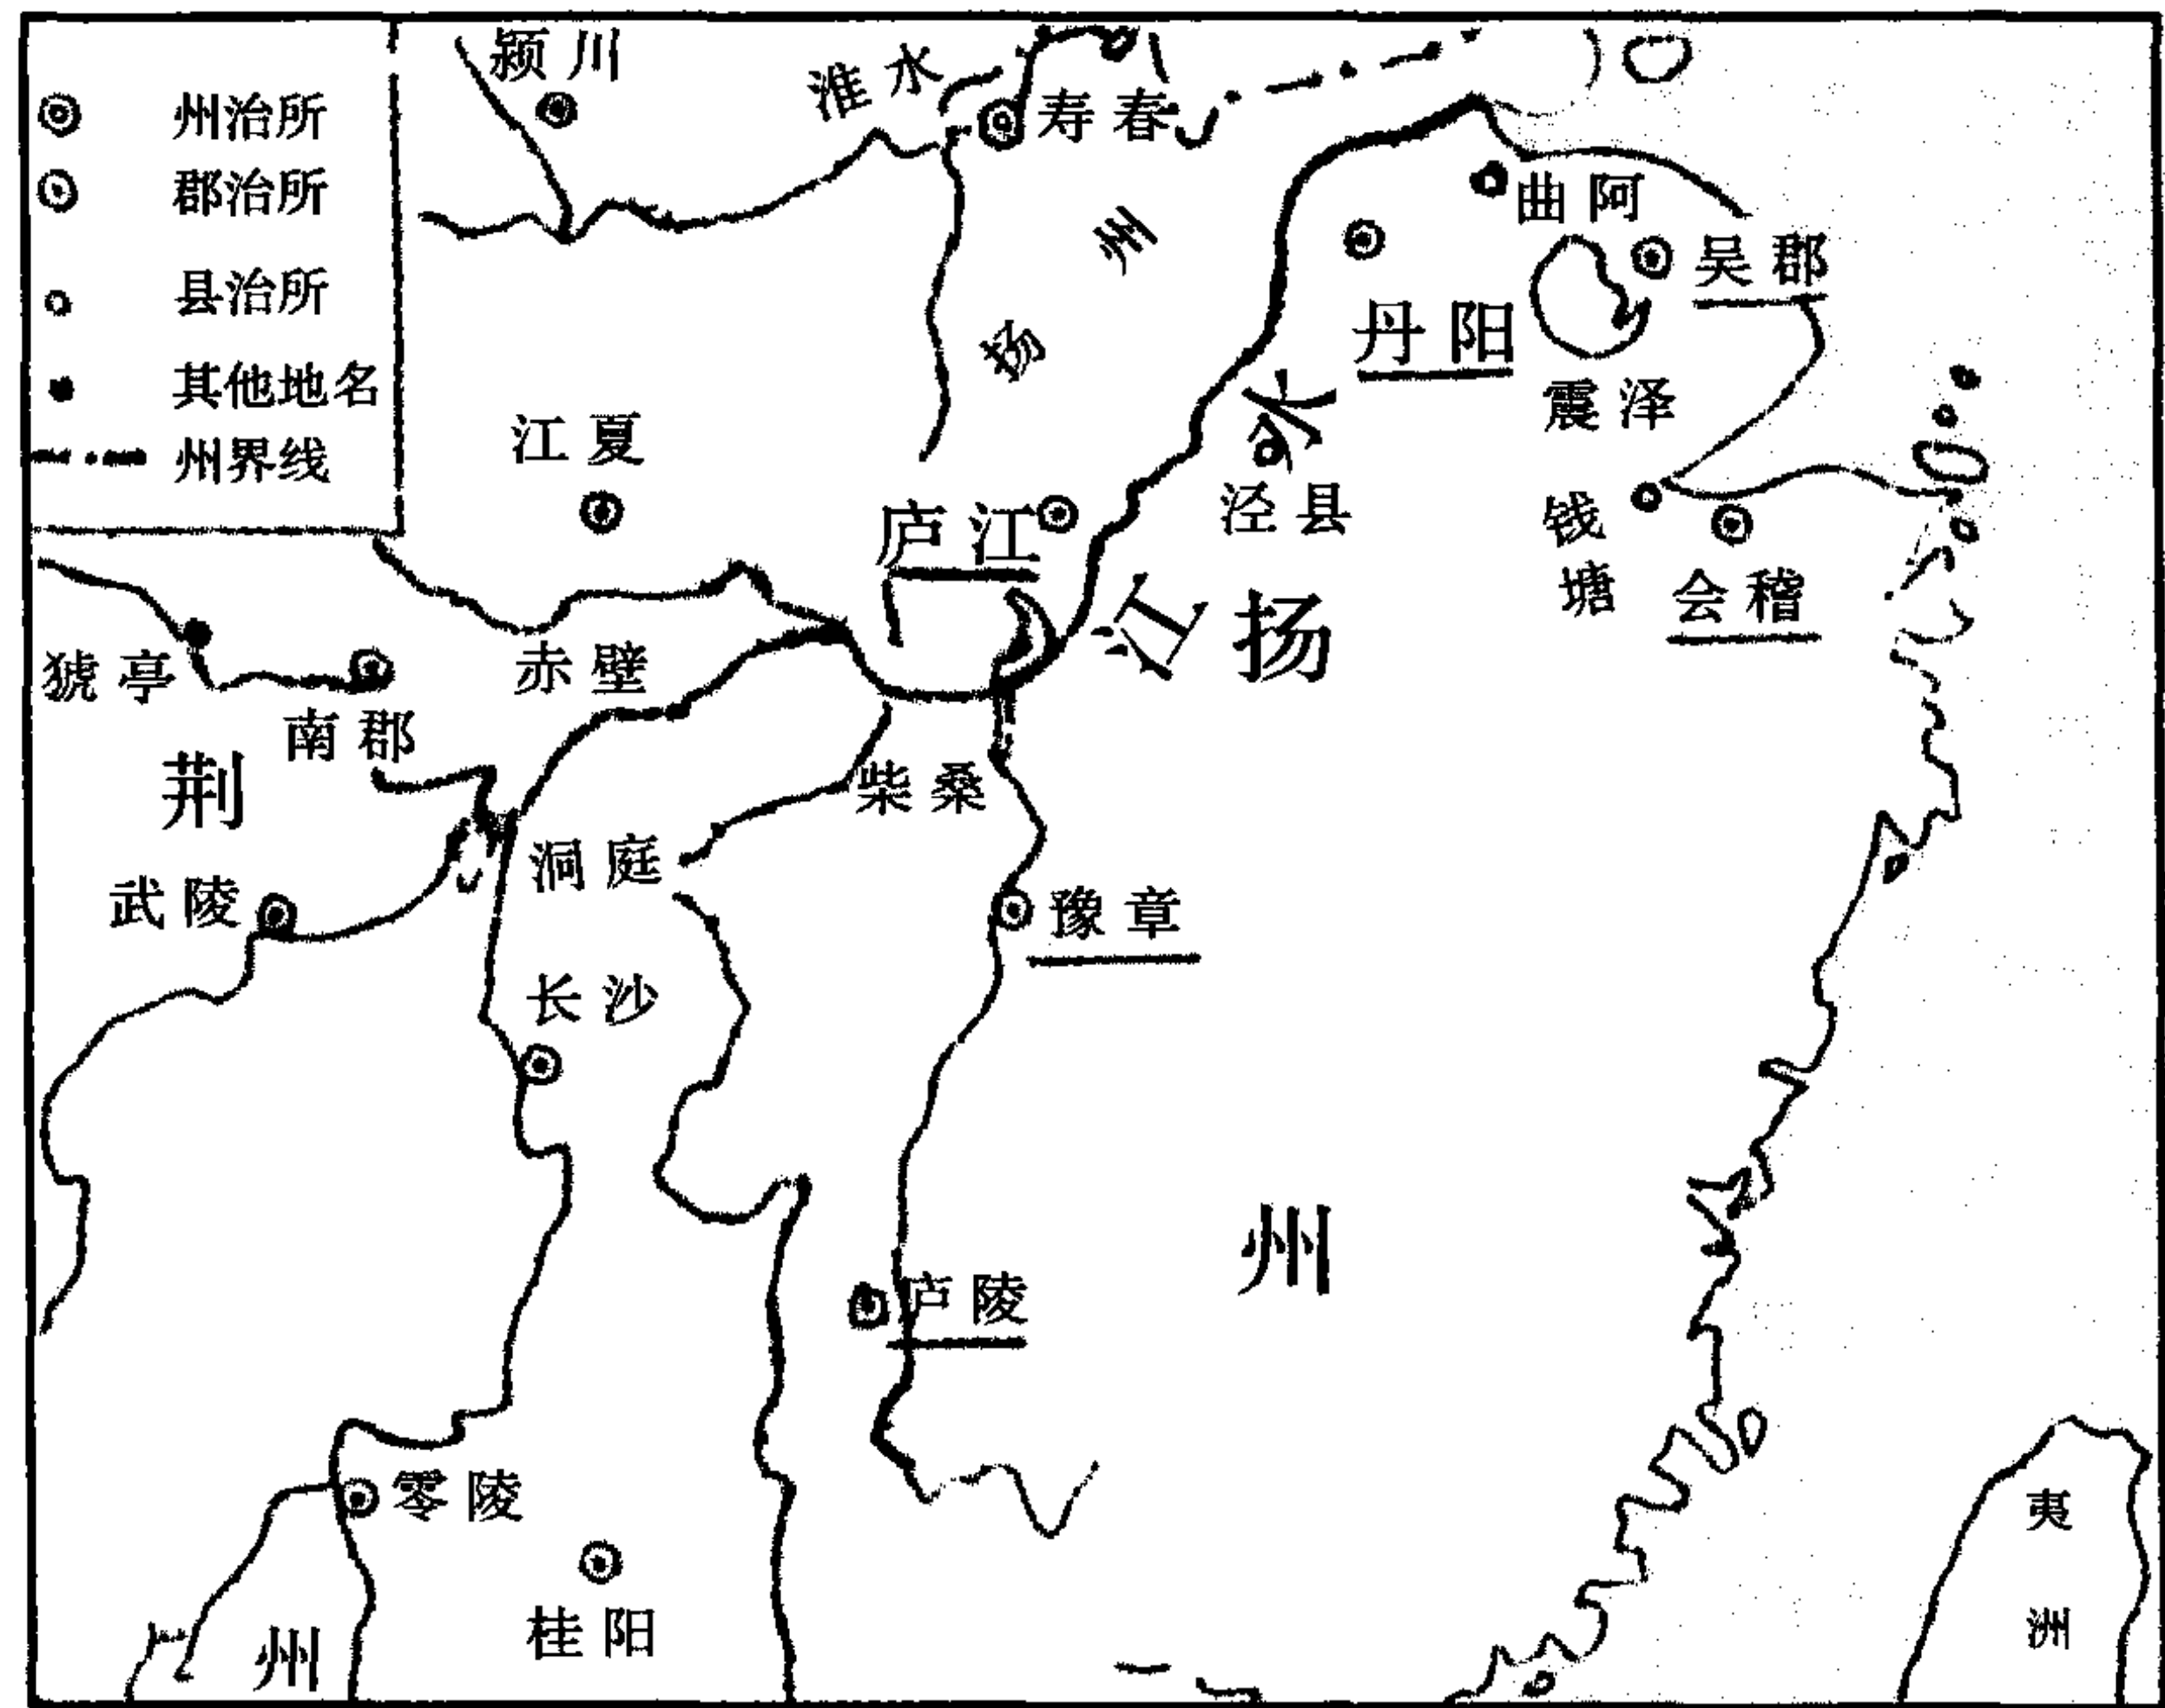 州治所
郡治所
县治所
其他地名
州界线
颍川
淮水
寿春
曲阿
吴郡
丹阳
震泽
扬州
江夏
江水
泾县
庐江
钱塘
会稽
猇亭
南郡
赤壁
柴桑
荆州
扬州
洞庭
武陵
豫章
长沙
庐陵
零陵
桂阳
夷洲